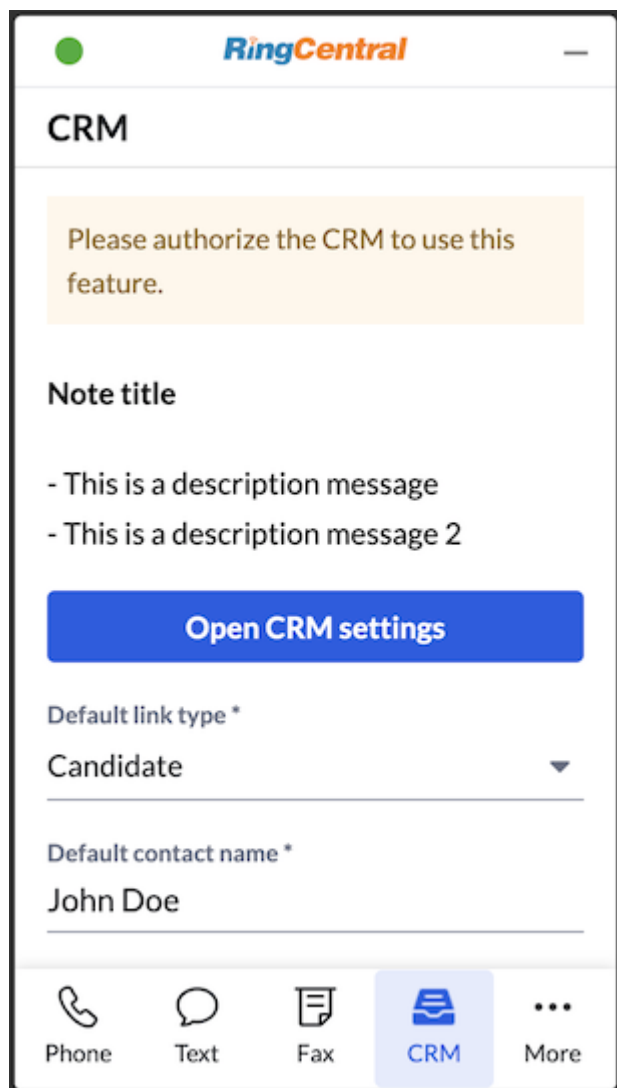 RingCentral
CRM
Please authorize the CRM to use this
feature.
Note title
- This is a description message
- This is a description message 2
Open CRM settings
Default link type *
Candidate
Default contact name *
John Doe
Phone Text Fax CRM More